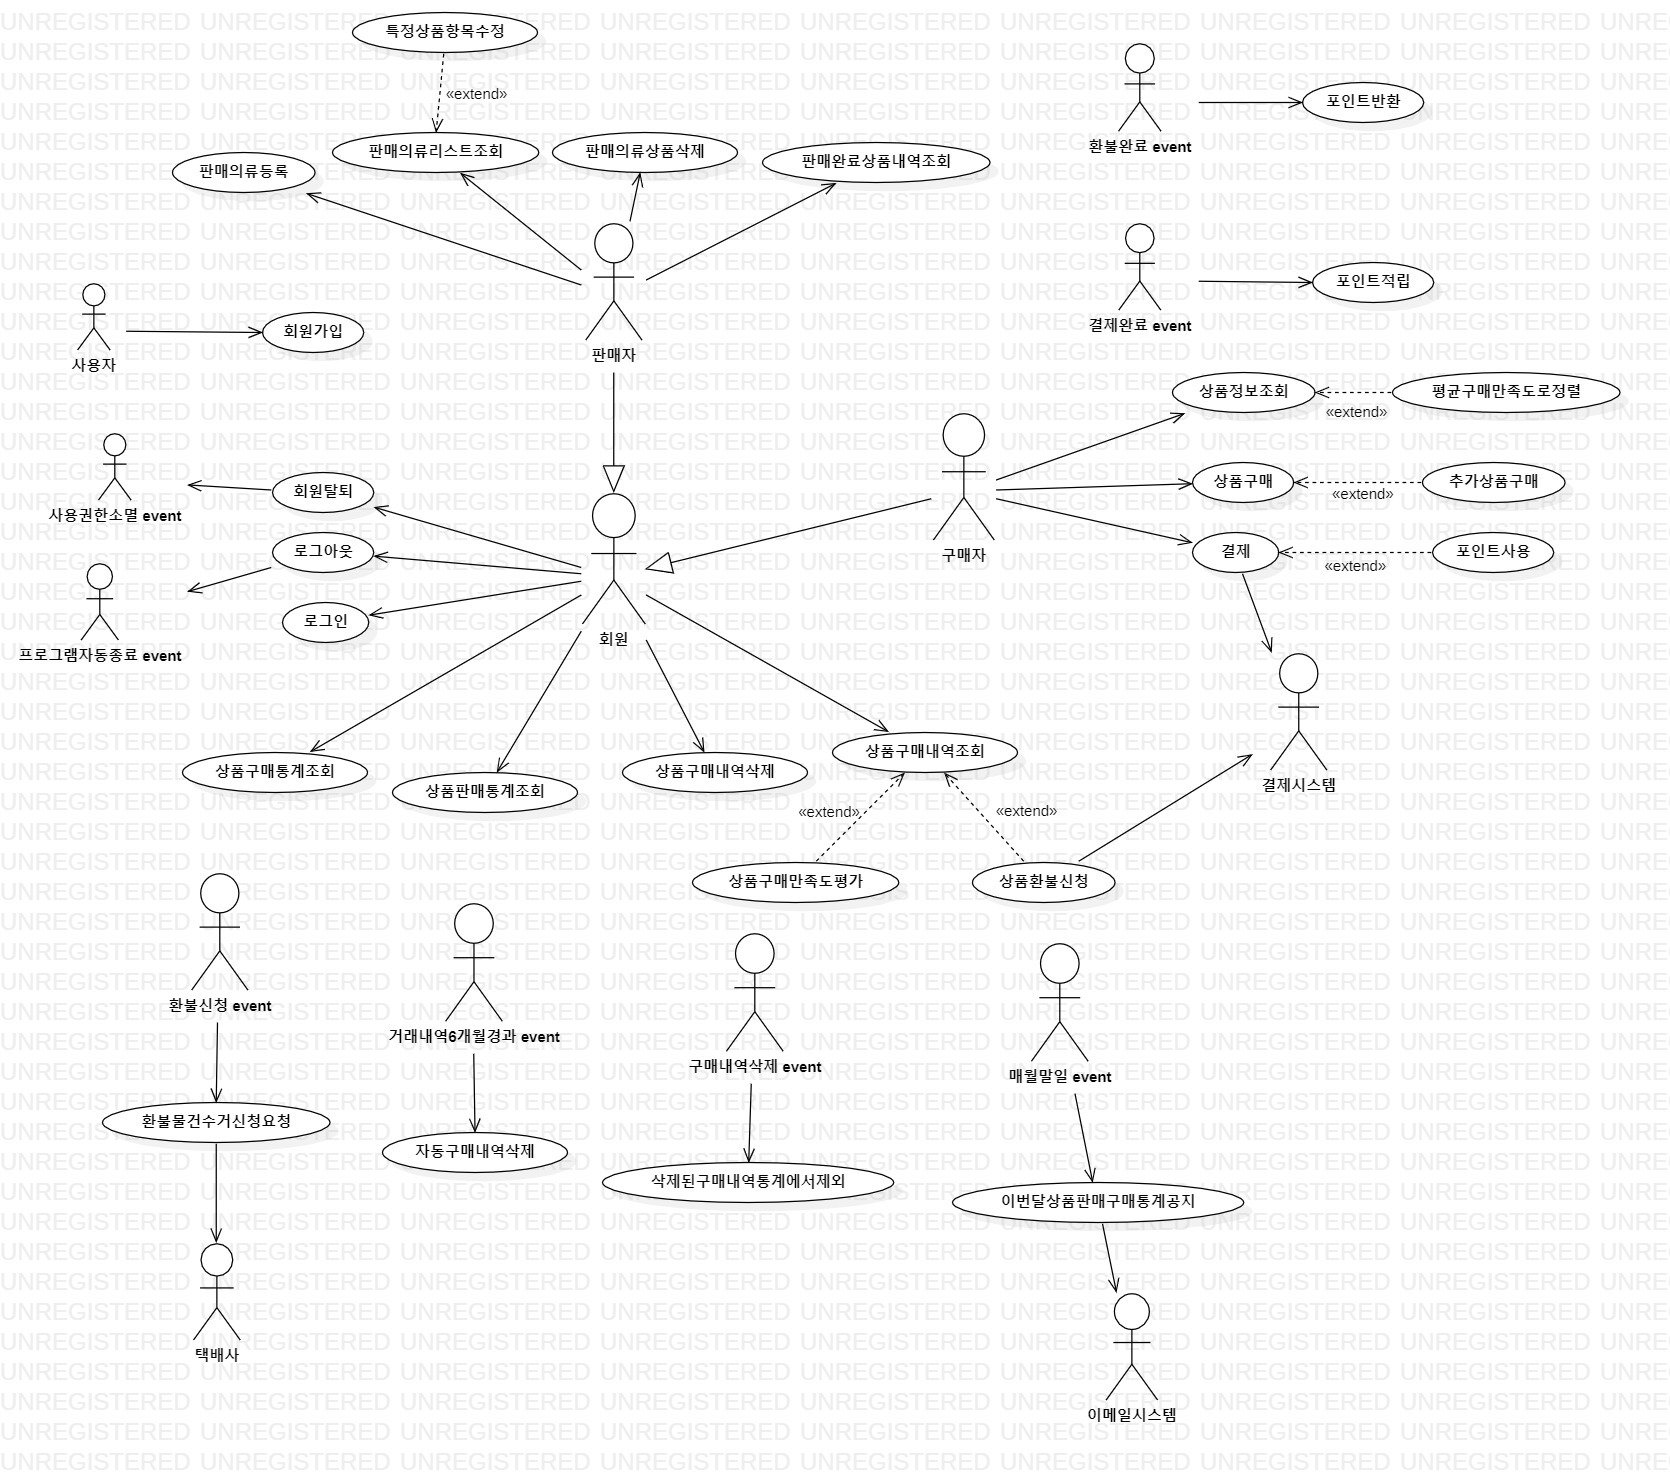 특정상품항목수정
«extend»
판매의류등록
판매의류리스트조회
판매의류상품삭제
판매완료상품내역조회
환불완료 event
포인트반환
판매자
결제완료 event
포인트적립
사용자
회원가입
상품정보조회
«extend»
평균구매만족도로정렬
구매자
상품구매
«extend»
추가상품구매
결제
«extend»
포인트사용
사용권한소멸 event
회원탈퇴
로그아웃
로그인
프로그램자동종료 event
회원
상품구매통계조회
상품판매통계조회
상품구매내역삭제
상품구매내역조회
결제시스템
«extend»
«extend»
상품구매만족도평가
상품환불신청
환불신청 event
거래내역6개월경과 event
구매내역삭제 event
매월말일 event
환불물건수거신청요청
자동구매내역삭제
삭제된구매내역통계에서제외
이번달상품판매구매통계공지
택배사
이메일시스템
UNREGISTERED